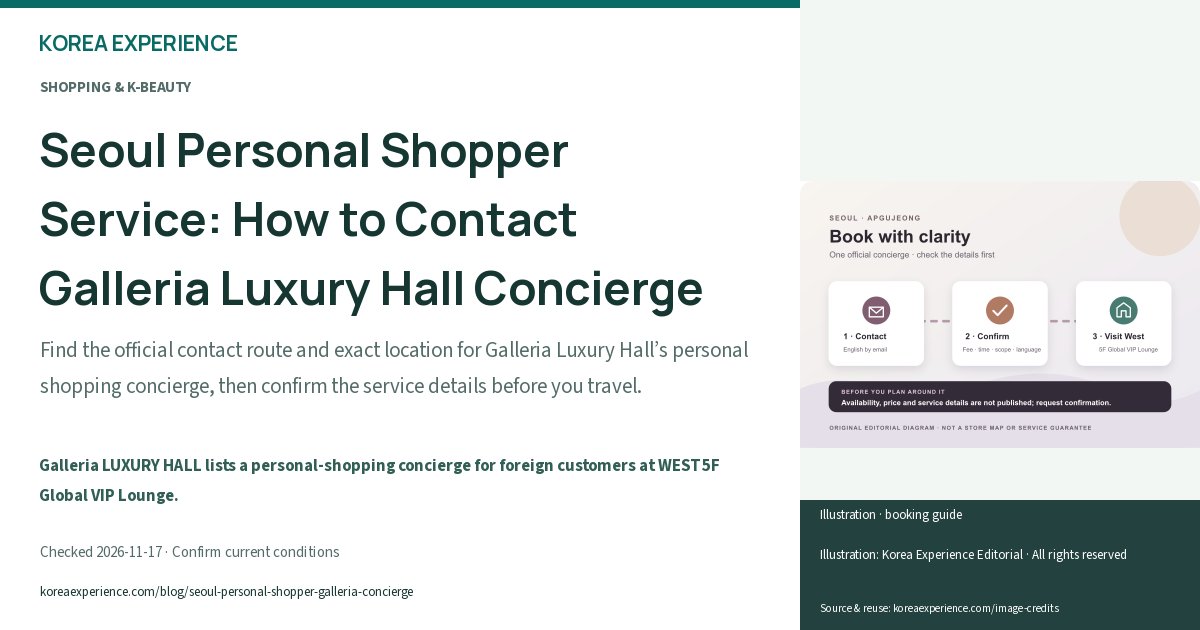 KOREA EXPERIENCE
SHOPPING & K-BEAUTY
Seoul Personal Shopper
Service: How to Contact
Galleria Luxury Hall Concierge
Find the official contact route and exact location for Galleria Luxury Hall’s personal
shopping concierge, then confirm the service details before you travel.
Galleria LUXURY HALL lists a personal-shopping concierge for foreign customers at WEST 5F
Global VIP Lounge.
Checked 2026-11-17 · Confirm current conditions
koreaexperience.com/blog/seoul-personal-shopper-galleria-concierge
SEOUL · APGUJEONG
Book with clarity
One official concierge · check the details first
1 · Contact
English by email
2 · Confirm
Fee · time · scope · language
3 · Visit West
5F Global VIP Lounge
BEFORE YOU PLAN AROUND IT
Availability, price and service details are not published; request confirmation.
ORIGINAL EDITORIAL DIAGRAM · NOT A STORE MAP OR SERVICE GUARANTEE
Illustration · booking guide
Illustration: Korea Experience Editorial · All rights reserved
Source & reuse: koreaexperience.com/image-credits